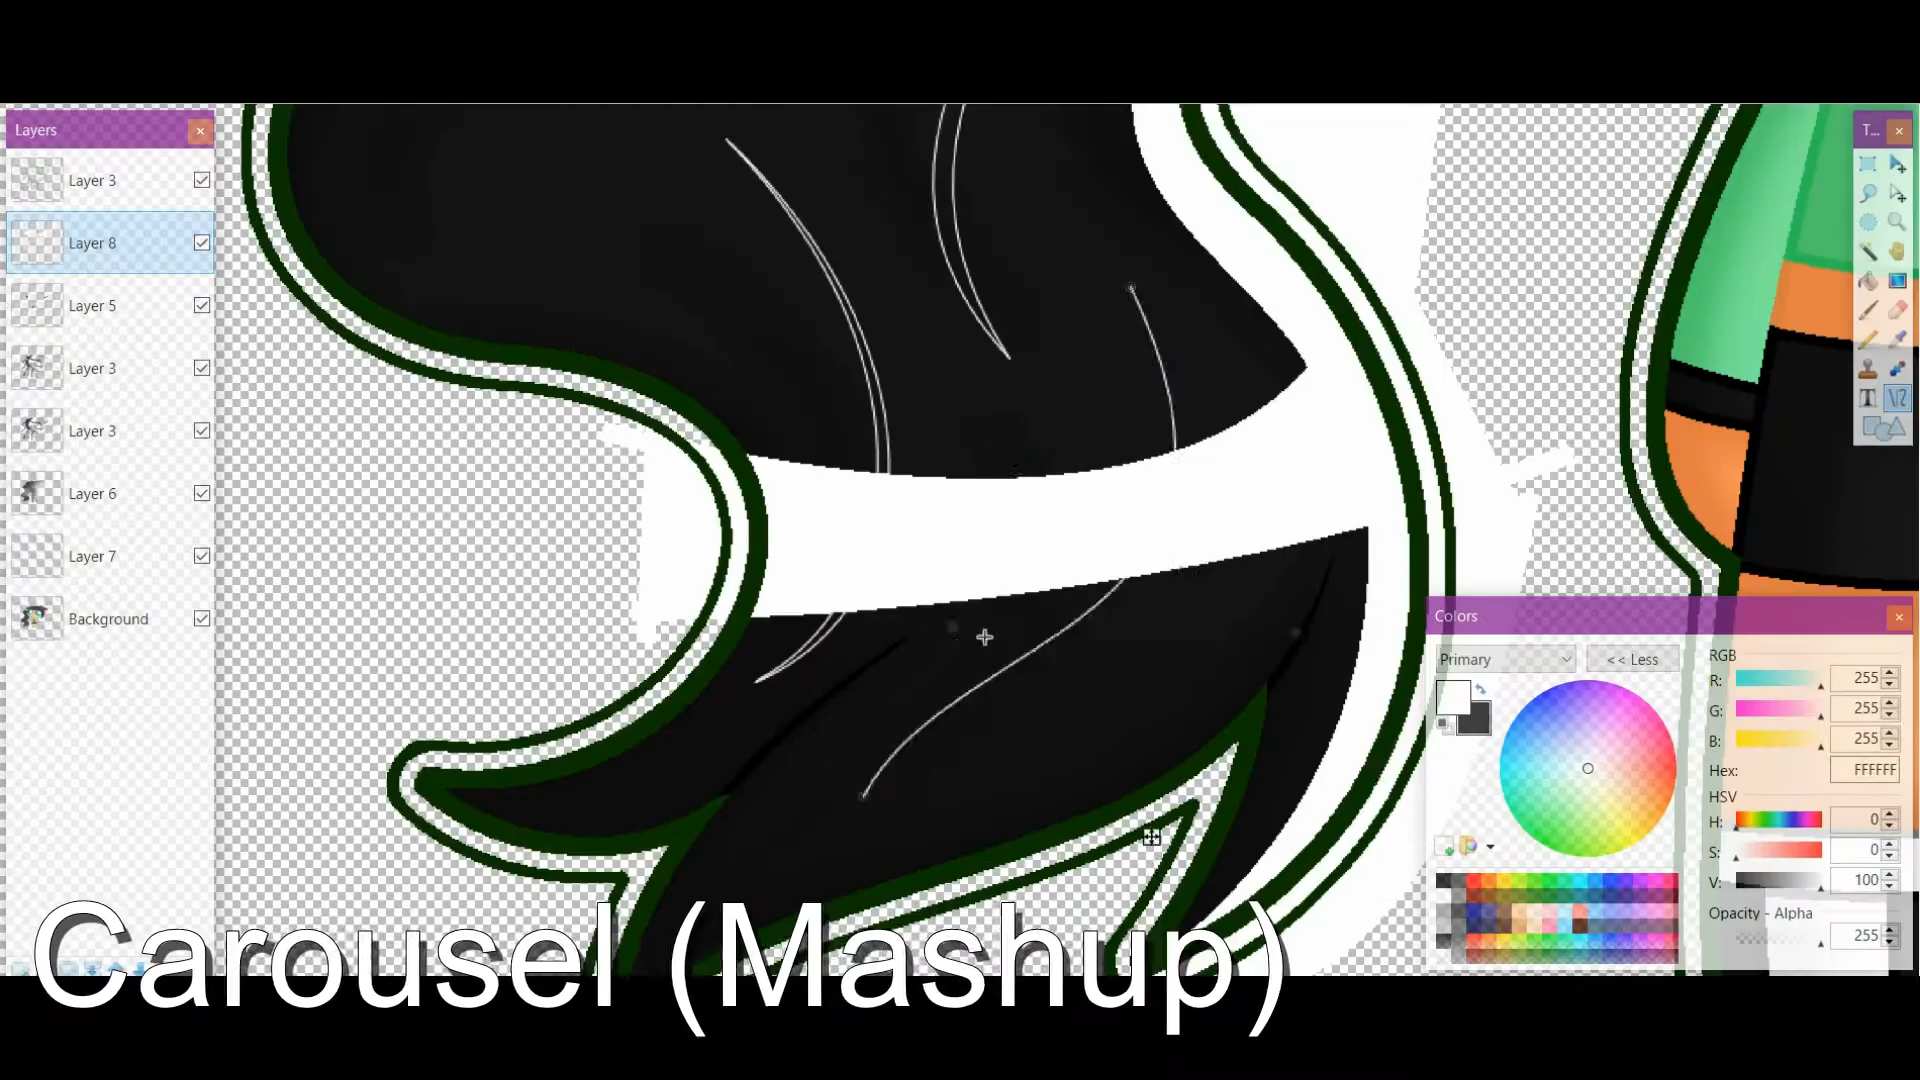 Layers
T...
Layer 3
Layer 8
Layer 5
Layer 3
Layer 3
Layer 6
Layer 7
Background
Colors
Primary
<< Less
RGB
R: 255
G: 255
B: 255
Hex: FFFFFF
HSV
H: 0
S: 0
V: 100
Opacity - Alpha
255
Carousel (Mashup)